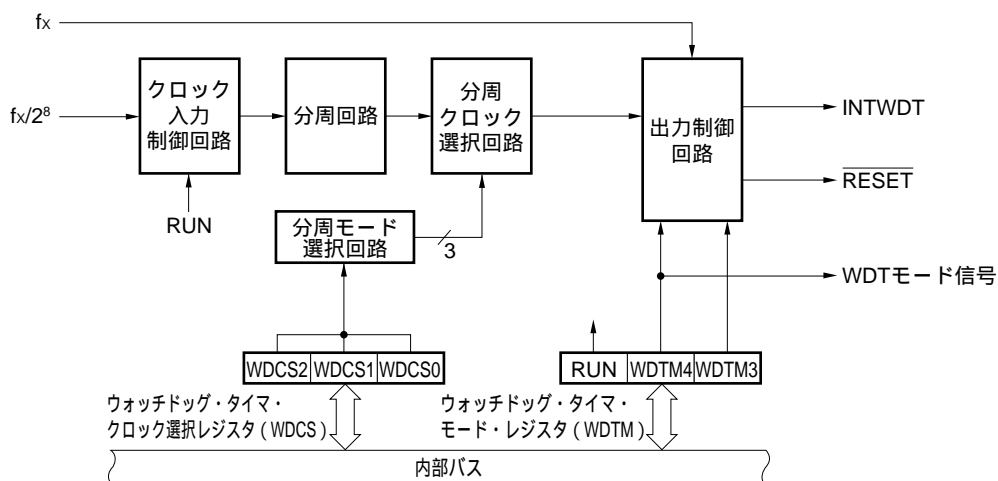 fX
クロック
入力
制御回路
分周回路
分周
クロック
選択回路
出力制御
回路
fX/2⁸
INTWDT
RESET
RUN
分周モード
選択回路
3
WDTモード信号
WDCS2 WDCS1 WDCS0
RUN WDTM4 WDTM3
ウォッチドッグ・タイマ・
クロック選択レジスタ（WDCS）
ウォッチドッグ・タイマ・
モード・レジスタ（WDTM）
内部バス